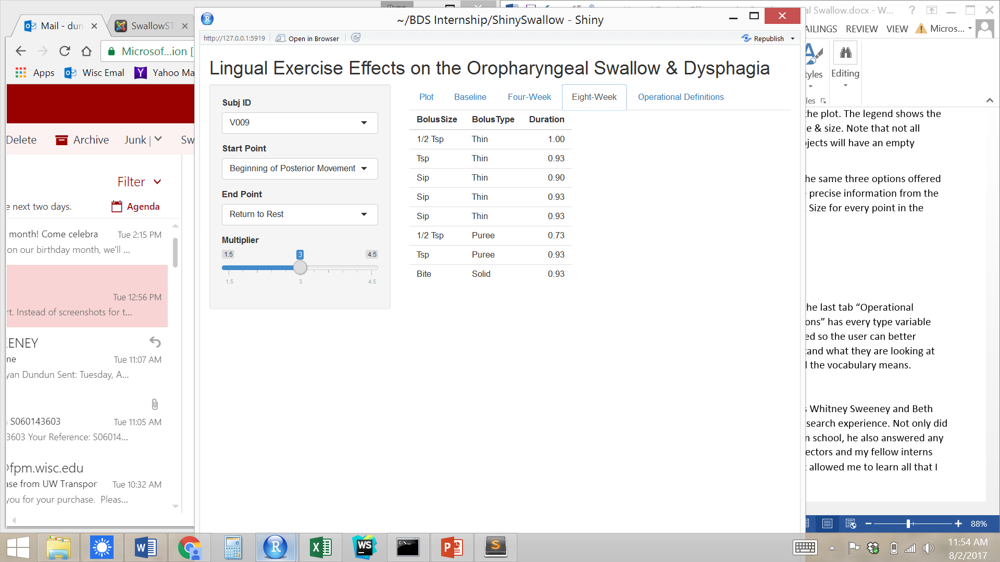 ~/BDS Internship/ShinySwallow - Shiny
http://127.0.0.1:5919
Open in Browser
Republish
Lingual Exercise Effects on the Oropharyngeal Swallow & Dysphagia
Subj ID
V009
Start Point
Beginning of Posterior Movement
End Point
Return to Rest
Multiplier
1.5 3 4.5
1.5 3 4.5
Plot Baseline Four-Week Eight-Week Operational Definitions
BolusSize BolusType Duration
1/2 Tsp Thin 1.00
Tsp Thin 0.93
Sip Thin 0.90
Sip Thin 0.93
Sip Thin 0.93
1/2 Tsp Puree 0.73
Tsp Puree 0.93
Bite Solid 0.93
Mail - dun
SwallowST
Microsof...ion [
Apps Wisc Emal Yahoo Ma
Delete Archive Junk | Sw
Filter
e next two days. Agenda
month! Come celebra Tue 2:15 PM
on our birthday month, we'll ...
Tue 12:56 PM
rt. Instead of screenshots for t...
EENEY
me Tue 11:07 AM
yan Dundun Sent: Tuesday, A...
S060143603 Tue 11:05 AM
3603 Your Reference: S06014...
@fpm.wisc.edu
ase from UW Transpor Tue 10:32 AM
you for your purchase. Pleas...
al Swallow.docx - W... ?
AILINGS REVIEW VIEW Micros...
tyles Editing
les
the plot. The legend shows the
e & size. Note that not all
jects will have an empty
he same three options offered
precise information from the
Size for every point in the
the last tab “Operational
ons” has every type variable
ed so the user can better
tand what they are looking at
l the vocabulary means.
s Whitney Sweeney and Beth
search experience. Not only did
n school, he also answered any
ectors and my fellow interns
t allowed me to learn all that I
88%
11:54 AM
8/2/2017